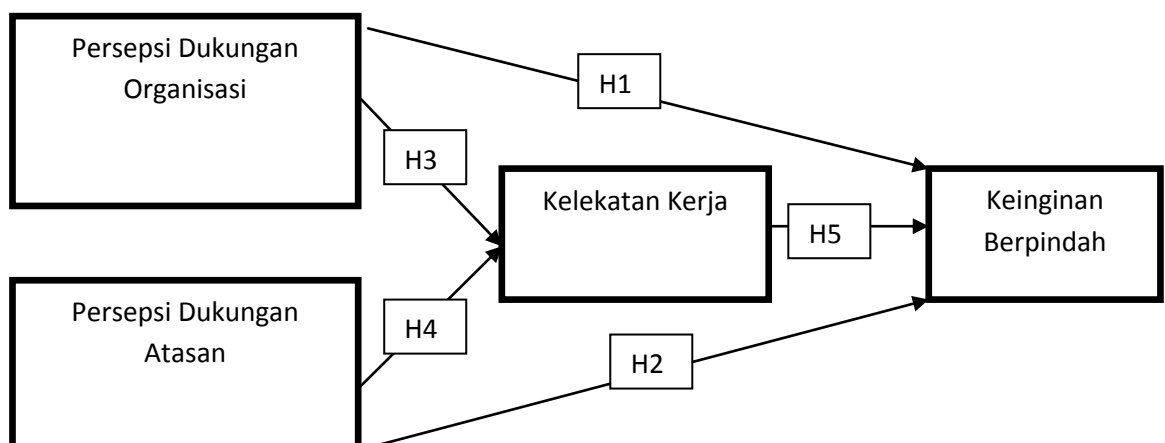 Persepsi Dukungan
Organisasi
H1
H3
Kelekatan Kerja
H5
Keinginan
Berpindah
Persepsi Dukungan
Atasan
H4
H2